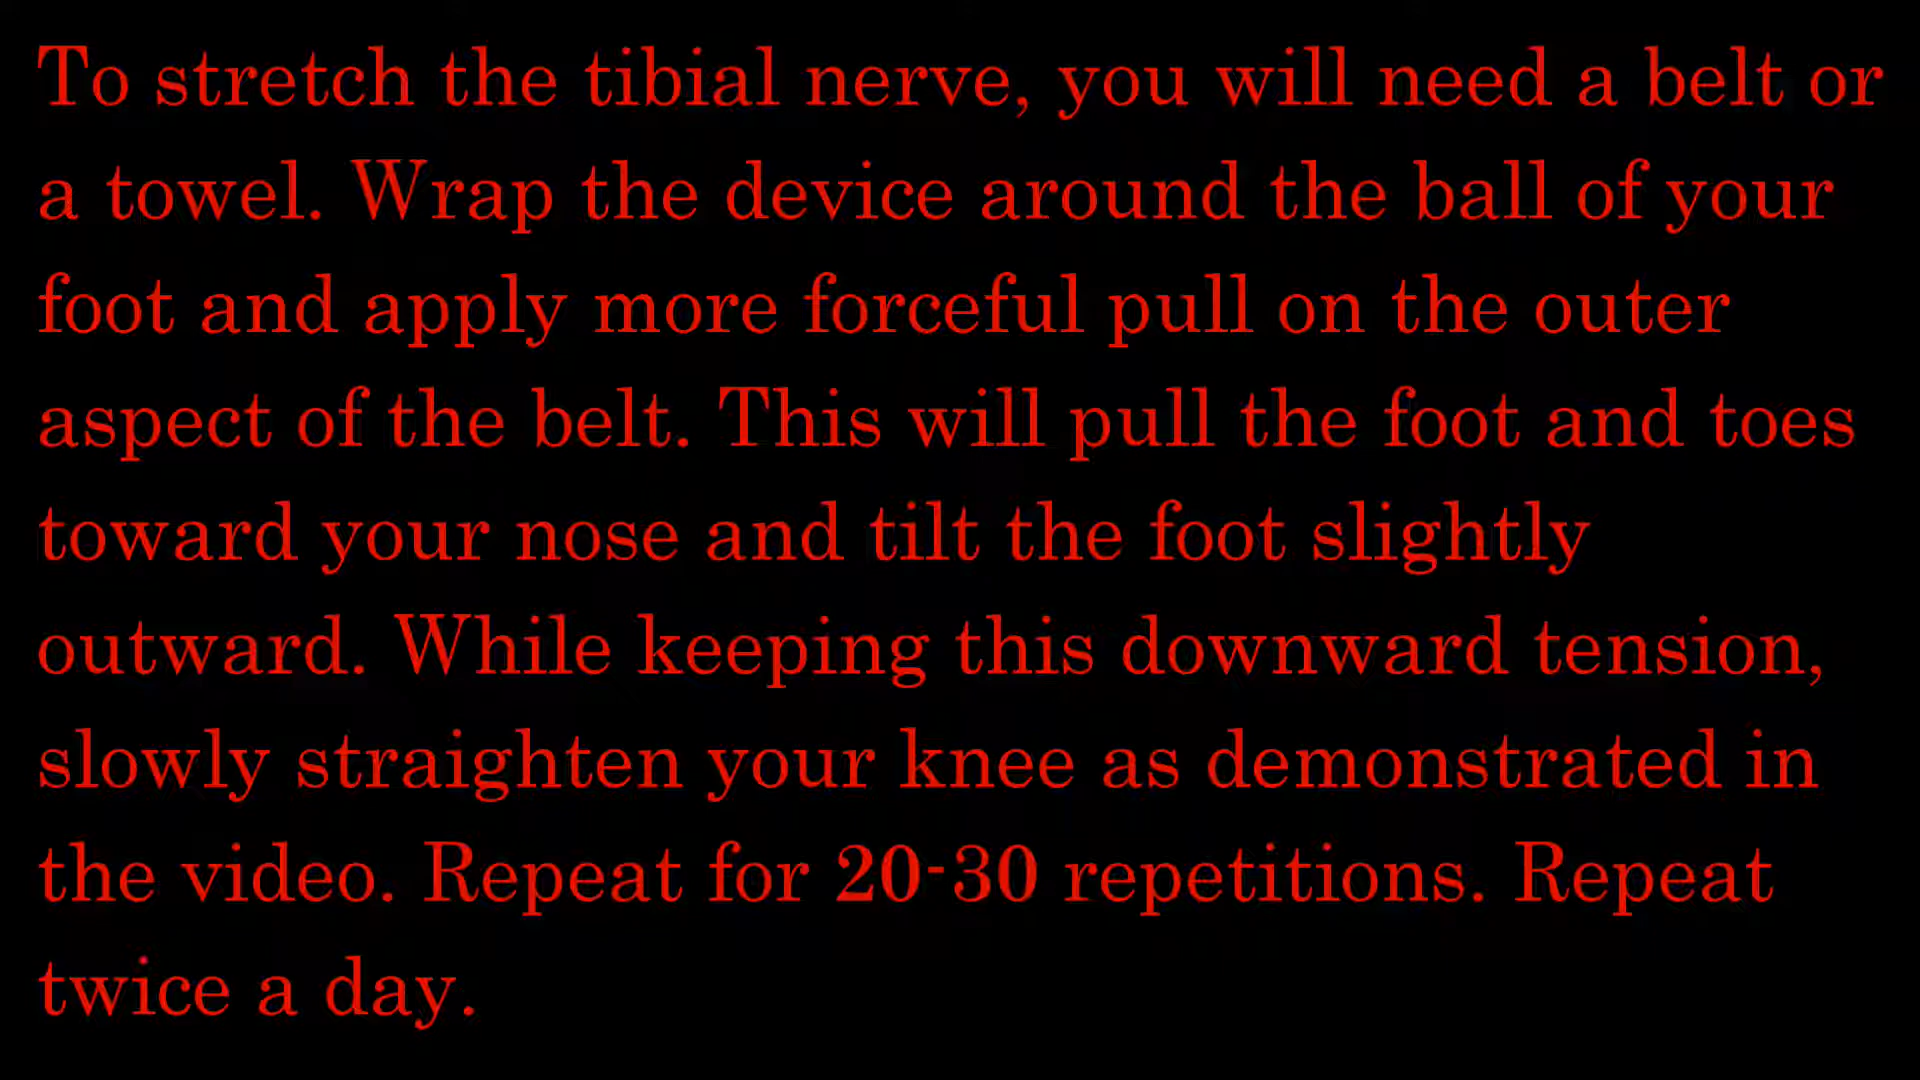 To stretch the tibial nerve, you will need a belt or
a towel. Wrap the device around the ball of your
foot and apply more forceful pull on the outer
aspect of the belt. This will pull the foot and toes
toward your nose and tilt the foot slightly
outward. While keeping this downward tension,
slowly straighten your knee as demonstrated in
the video. Repeat for 20-30 repetitions. Repeat
twice a day.